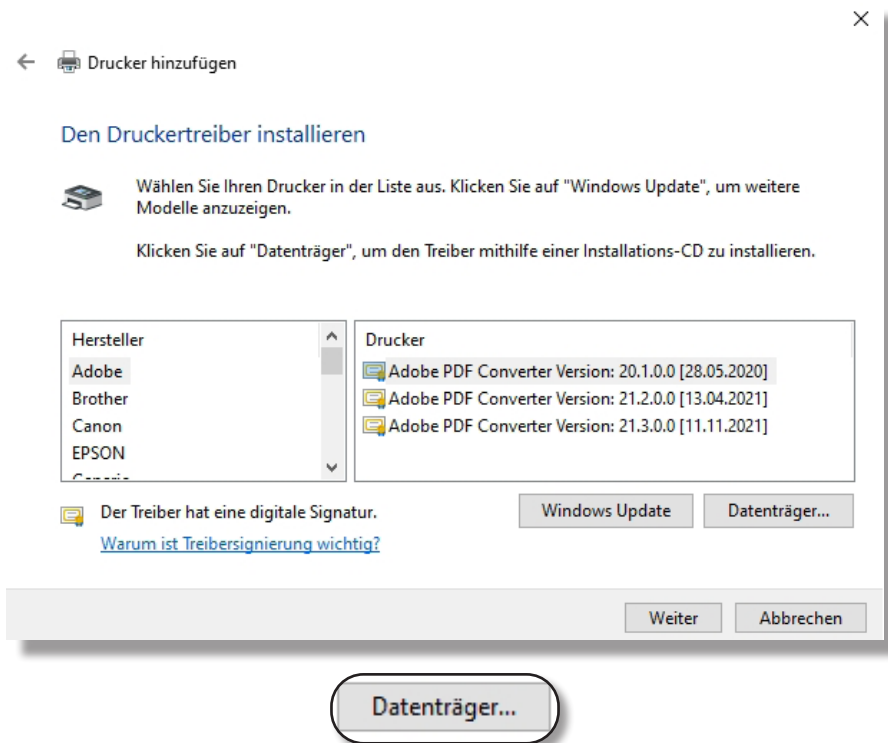 Drucker hinzufügen
Den Druckertreiber installieren
Wählen Sie Ihren Drucker in der Liste aus. Klicken Sie auf "Windows Update", um weitere
Modelle anzuzeigen.
Klicken Sie auf "Datenträger", um den Treiber mithilfe einer Installations-CD zu installieren.
Hersteller
Adobe
Brother
Canon
EPSON
Drucker
Adobe PDF Converter Version: 20.1.0.0 [28.05.2020]
Adobe PDF Converter Version: 21.2.0.0 [13.04.2021]
Adobe PDF Converter Version: 21.3.0.0 [11.11.2021]
Der Treiber hat eine digitale Signatur.
Warum ist Treibersignierung wichtig?
Windows Update
Datenträger...
Weiter
Abbrechen
Datenträger...